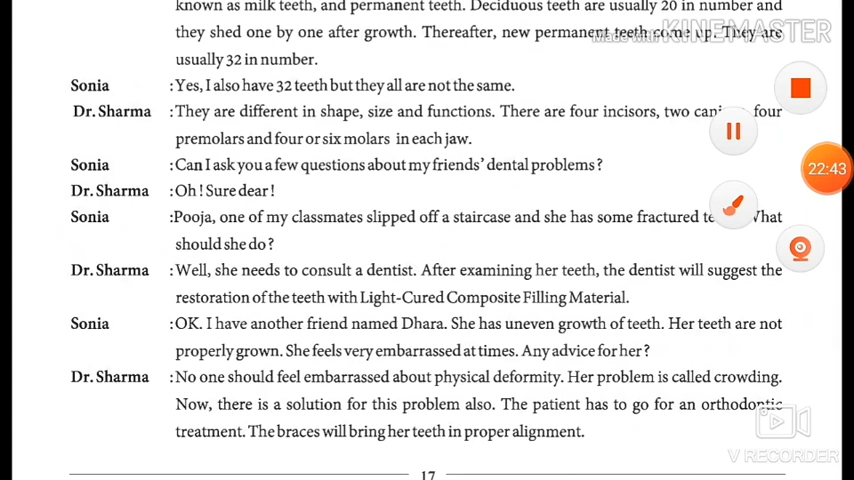 known as milk teeth, and permanent teeth. Deciduous teeth are usually 20 in number and
they shed one by one after growth. Thereafter, new permanent teeth come up. They are
Made with KINEMASTER
usually 32 in number.
Sonia : Yes, I also have 32 teeth but they all are not the same.
Dr. Sharma : They are different in shape, size and functions. There are four incisors, two four
premolars and four or six molars in each jaw.
Sonia : Can I ask you a few questions about my friends' dental problems?
22:43
Dr. Sharma : Oh! Sure dear!
Sonia :Pooja, one of my classmates slipped off a staircase and she has some fractured What
should she do?
Dr. Sharma : Well, she needs to consult a dentist. After examining her teeth, the dentist will suggest the
restoration of the teeth with Light-Cured Composite Filling Material.
Sonia : OK. I have another friend named Dhara. She has uneven growth of teeth. Her teeth are not
properly grown. She feels very embarrassed at times. Any advice for her?
Dr. Sharma : No one should feel embarrassed about physical deformity. Her problem is called crowding.
Now, there is a solution for this problem also. The patient has to go for an orthodontic
treatment. The braces will bring her teeth in proper alignment.
V RECORDER
17